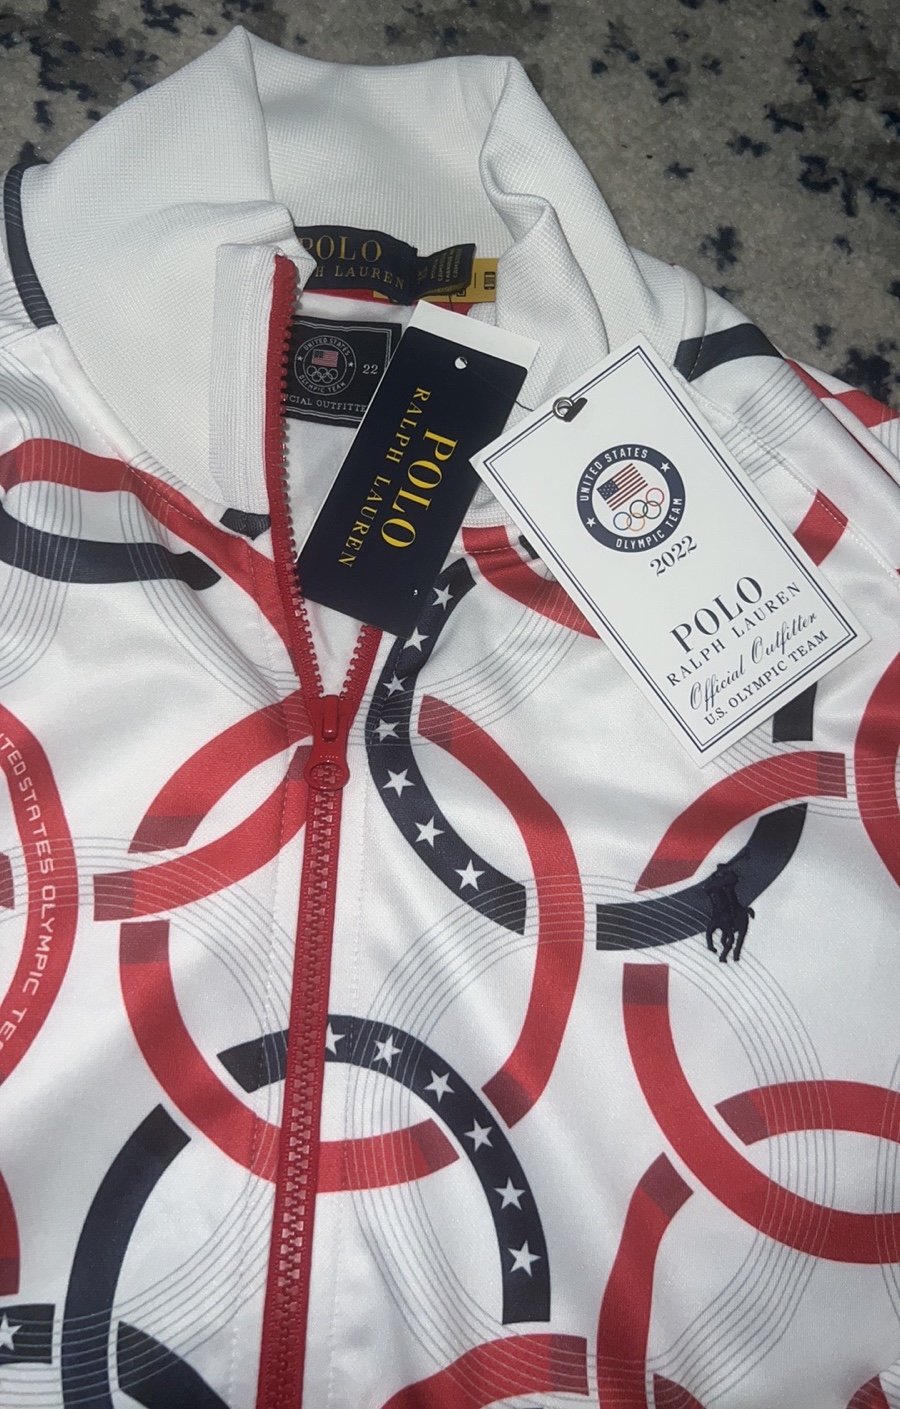 POLO
RALPH LAUREN
UNITED STATES
OLYMPIC TEAM
22
OFFICIAL OUTFITTER
POLO
RALPH LAUREN
UNITED STATES
OLYMPIC TEAM
2022
POLO
RALPH LAUREN
Official Outfitter
U.S. OLYMPIC TEAM
UNITED STATES OLYMPIC TEAM